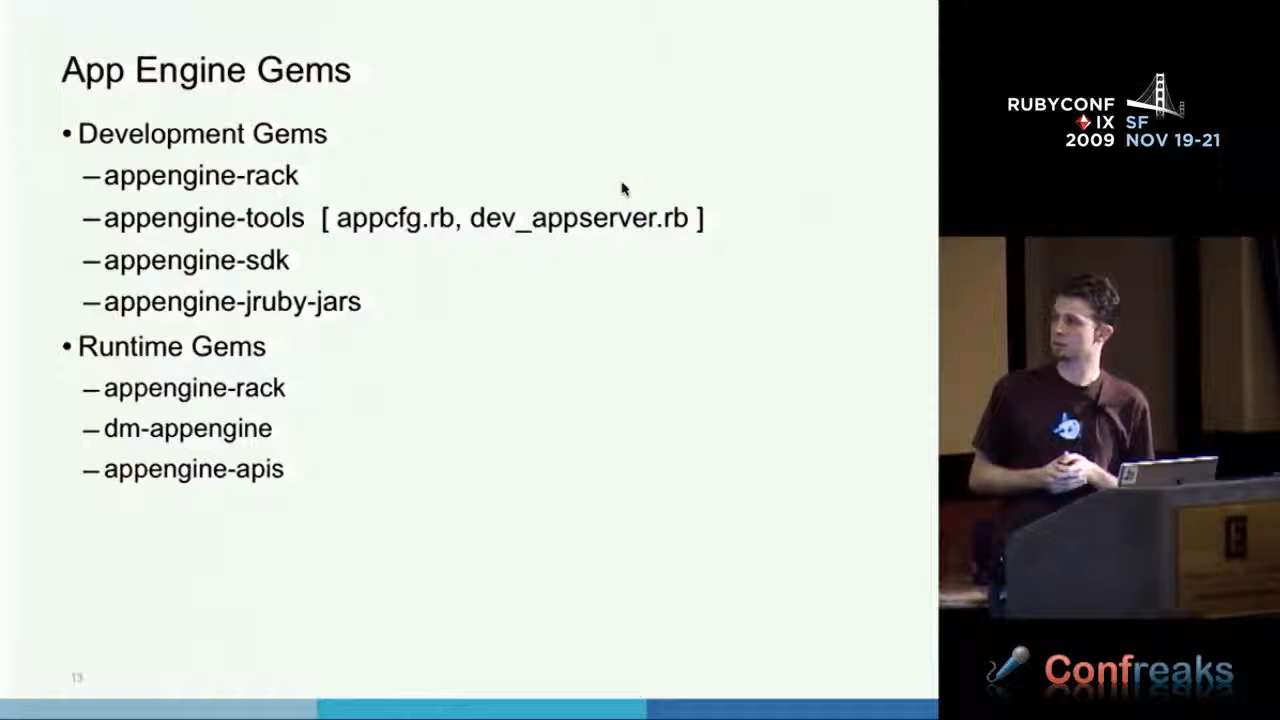 App Engine Gems
• Development Gems
– appengine-rack
– appengine-tools [ appcfg.rb, dev_appserver.rb ]
– appengine-sdk
– appengine-jruby-jars
• Runtime Gems
– appengine-rack
– dm-appengine
– appengine-apis
13
RUBYCONF
IX SF
2009 NOV 19-21
Confreaks